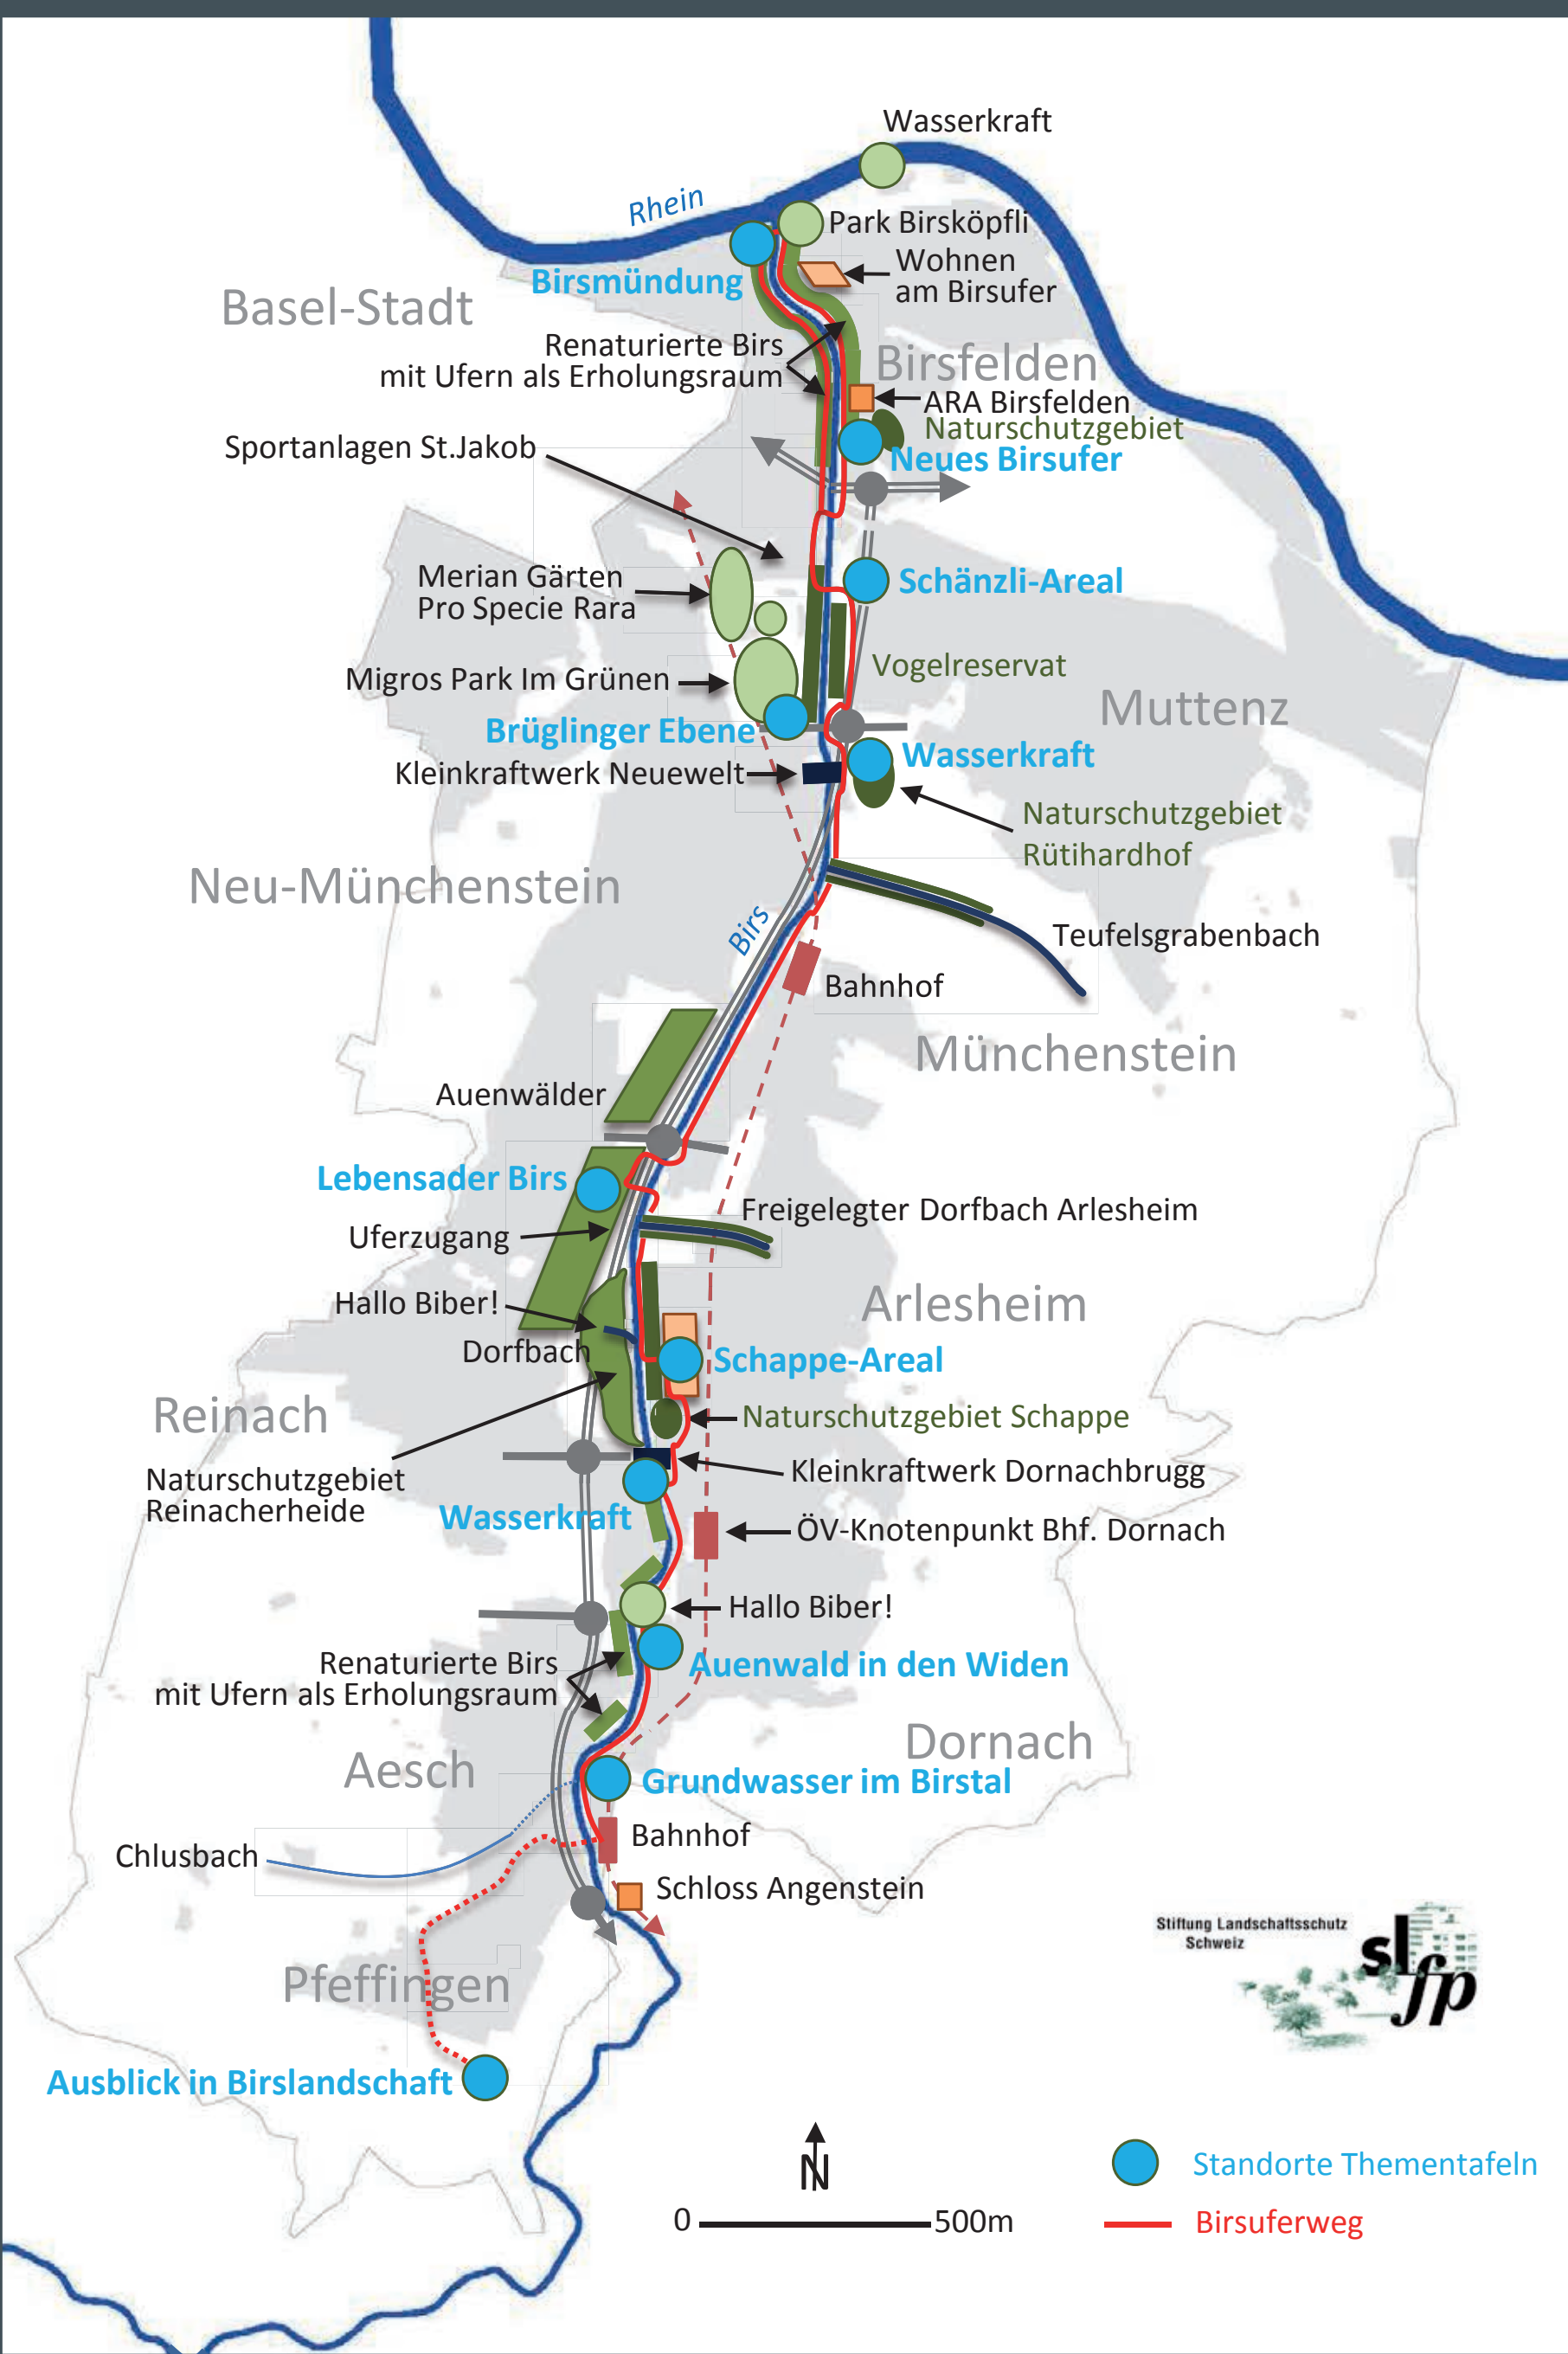 Wasserkraft
Rhein
Park Birsköpfli
Wohnen
am Birsufer
Birsmündung
Basel-Stadt
Renaturierte Birs
mit Ufern als Erholungsraum
Birsfelden
ARA Birsfelden
Naturschutzgebiet
Neues Birsufer
Sportanlagen St.Jakob
Merian Gärten
Pro Specie Rara
Schänzli-Areal
Vogelreservat
Migros Park Im Grünen
Muttenz
Brüglinger Ebene
Wasserkraft
Kleinkraftwerk Neuewelt
Naturschutzgebiet
Rütihardhof
Neu-Münchenstein
Birs
Teufelsgrabenbach
Bahnhof
Münchenstein
Auenwälder
Lebensader Birs
Freigelegter Dorfbach Arlesheim
Uferzugang
Hallo Biber!
Arlesheim
Dorfbach
Schappe-Areal
Reinach
Naturschutzgebiet Schappe
Naturschutzgebiet
Reinacherheide
Kleinkraftwerk Dornachbrugg
Wasserkraft
ÖV-Knotenpunkt Bhf. Dornach
Hallo Biber!
Renaturierte Birs
mit Ufern als Erholungsraum
Auenwald in den Widen
Dornach
Aesch
Grundwasser im Birstal
Bahnhof
Chlusbach
Schloss Angenstein
Stiftung Landschaftsschutz
Schweiz
slfp
Pfeffingen
Ausblick in Birslandschaft
N
Standorte Thementafeln
0 500m
Birsuferweg